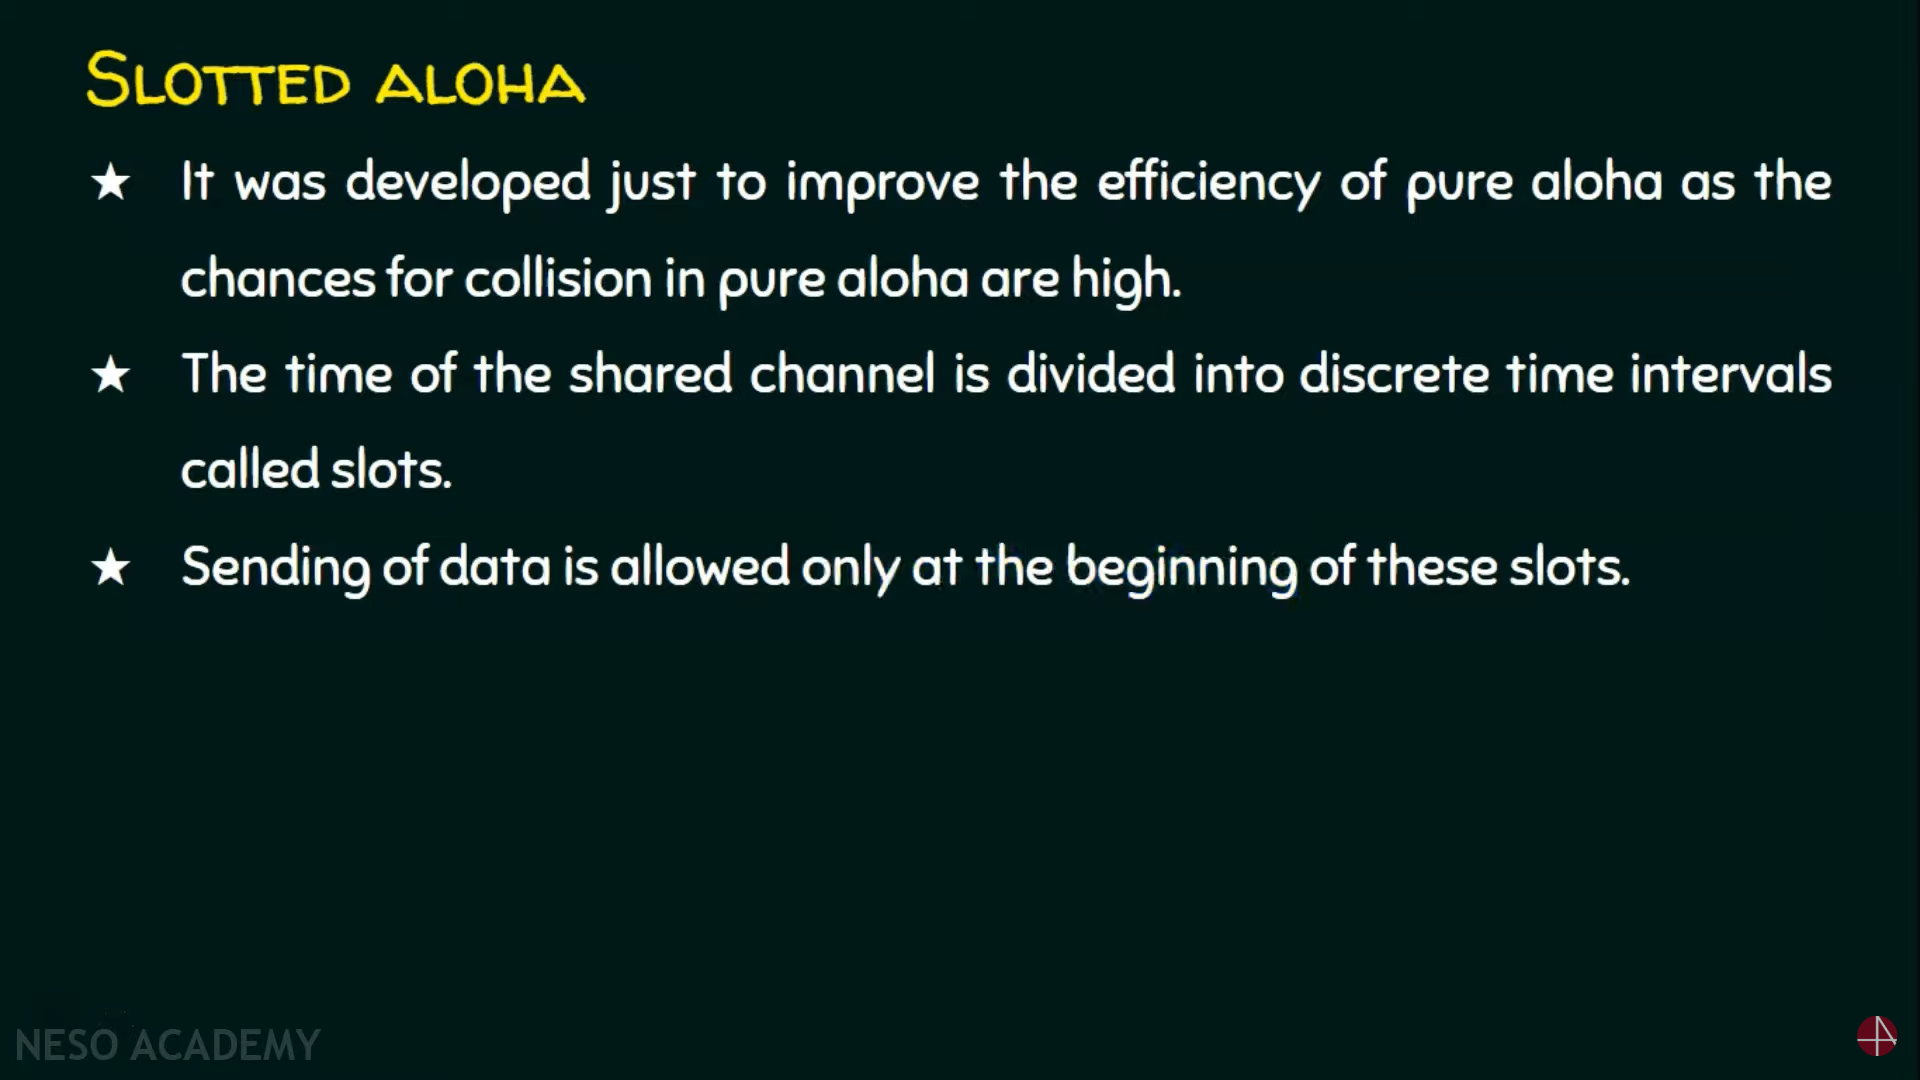 SLOTTED ALOHA
★ It was developed just to improve the efficiency of pure aloha as the
chances for collision in pure aloha are high.
★ The time of the shared channel is divided into discrete time intervals
called slots.
★ Sending of data is allowed only at the beginning of these slots.
NESO ACADEMY